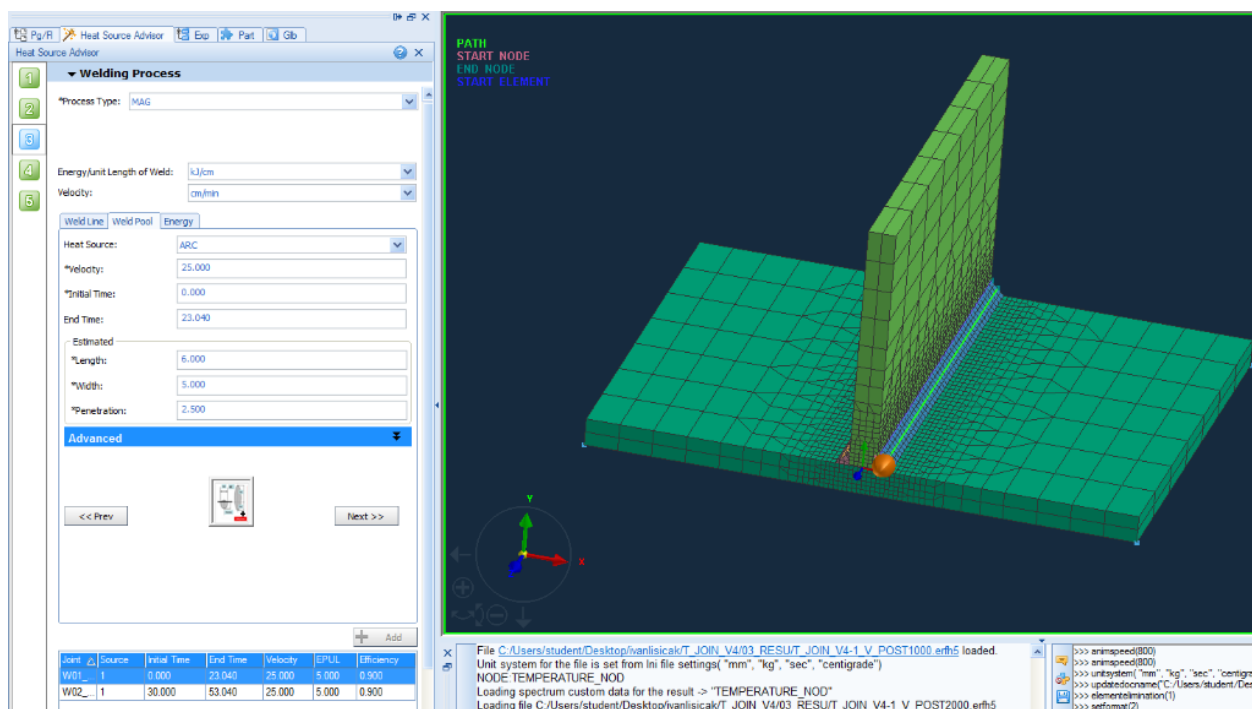 Pg/R Heat Source Advisor Exp Part Glb
Heat Source Advisor
1
2
3
4
5
Welding Process
*Process Type: MAG
Energy/unit Length of Weld: kJ/cm
Velocity: cm/min
Weld Line Weld Pool Energy
Heat Source: ARC
*Velocity: 25.000
*Initial Time: 0.000
End Time: 23.040
Estimated
*Length: 6.000
*Width: 5.000
*Penetration: 2.500
Advanced
<< Prev Next >>
Add
Joint Source Initial Time End Time Velocity EPUL Efficiency
W01_... 1 0.000 23.040 25.000 5.000 0.900
W02_... 1 30.000 53.040 25.000 5.000 0.900
PATH
START NODE
END NODE
START ELEMENT
Y
X
Z
File C:/Users/student/Desktop/ivanlisicak/T_JOIN_V4/03_RESU/T_JOIN_V4-1_V_POST1000.erfh5 loaded.
Unit system for the file is set from Ini file settings( "mm", "kg", "sec", "centigrade")
NODE:TEMPERATURE_NOD
Loading spectrum custom data for the result -> "TEMPERATURE_NOD"
Loading file C:/Users/student/Desktop/ivanlisicak/T_JOIN_V4/03_RESU/T_JOIN_V4-1_V_POST2000.erfh5
>>> animspeed(800)
>>> animspeed(800)
>>> unitsystem( "mm", "kg", "sec", "centigra
>>> updatedocname("C:/Users/student/Des
>>> elementelimination(1)
>>> setformat(2)